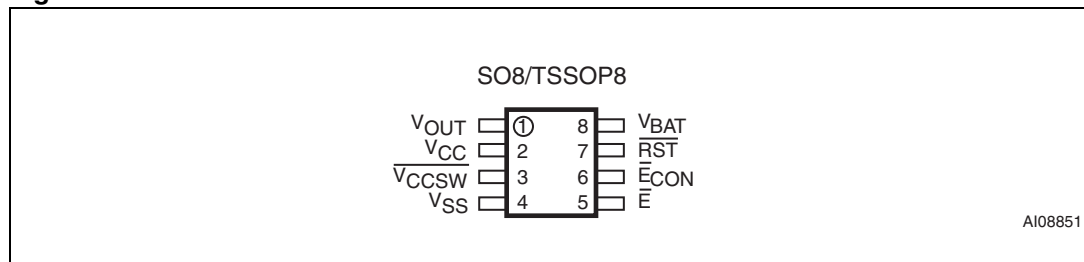 SO8/TSSOP8
VOUT 1 8 VBAT
VCC 2 7 RST
VCCSW 3 6 ECON
VSS 4 5 E
AI08851